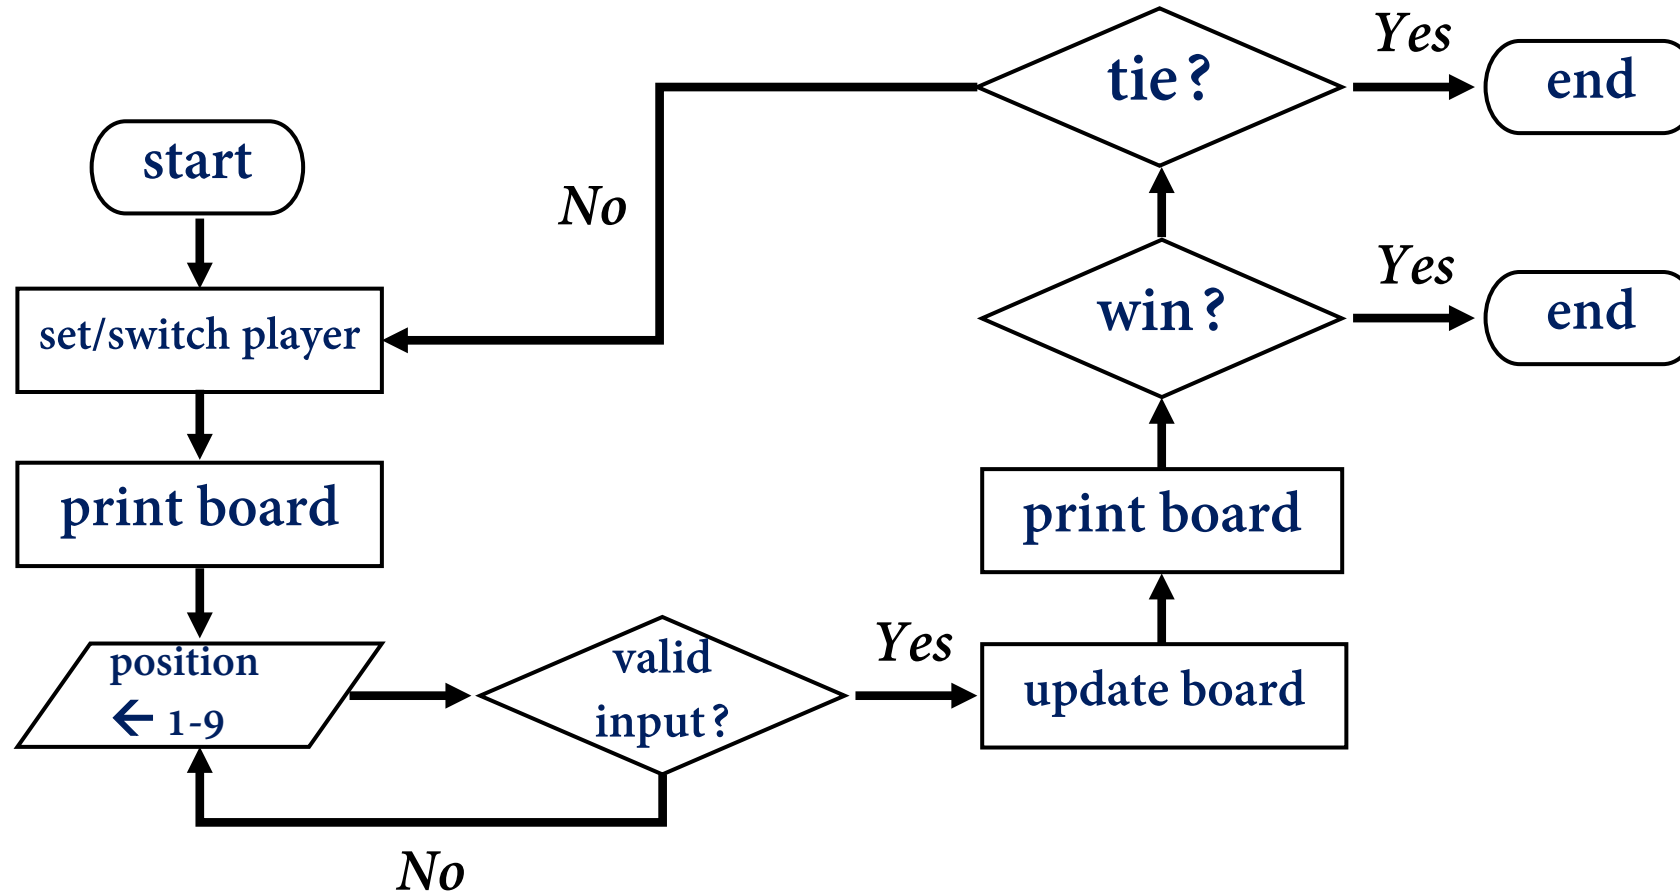 start
set/switch player
print board
position
← 1-9
valid
input?
No
Yes
update board
print board
win?
Yes
end
tie?
Yes
end
No